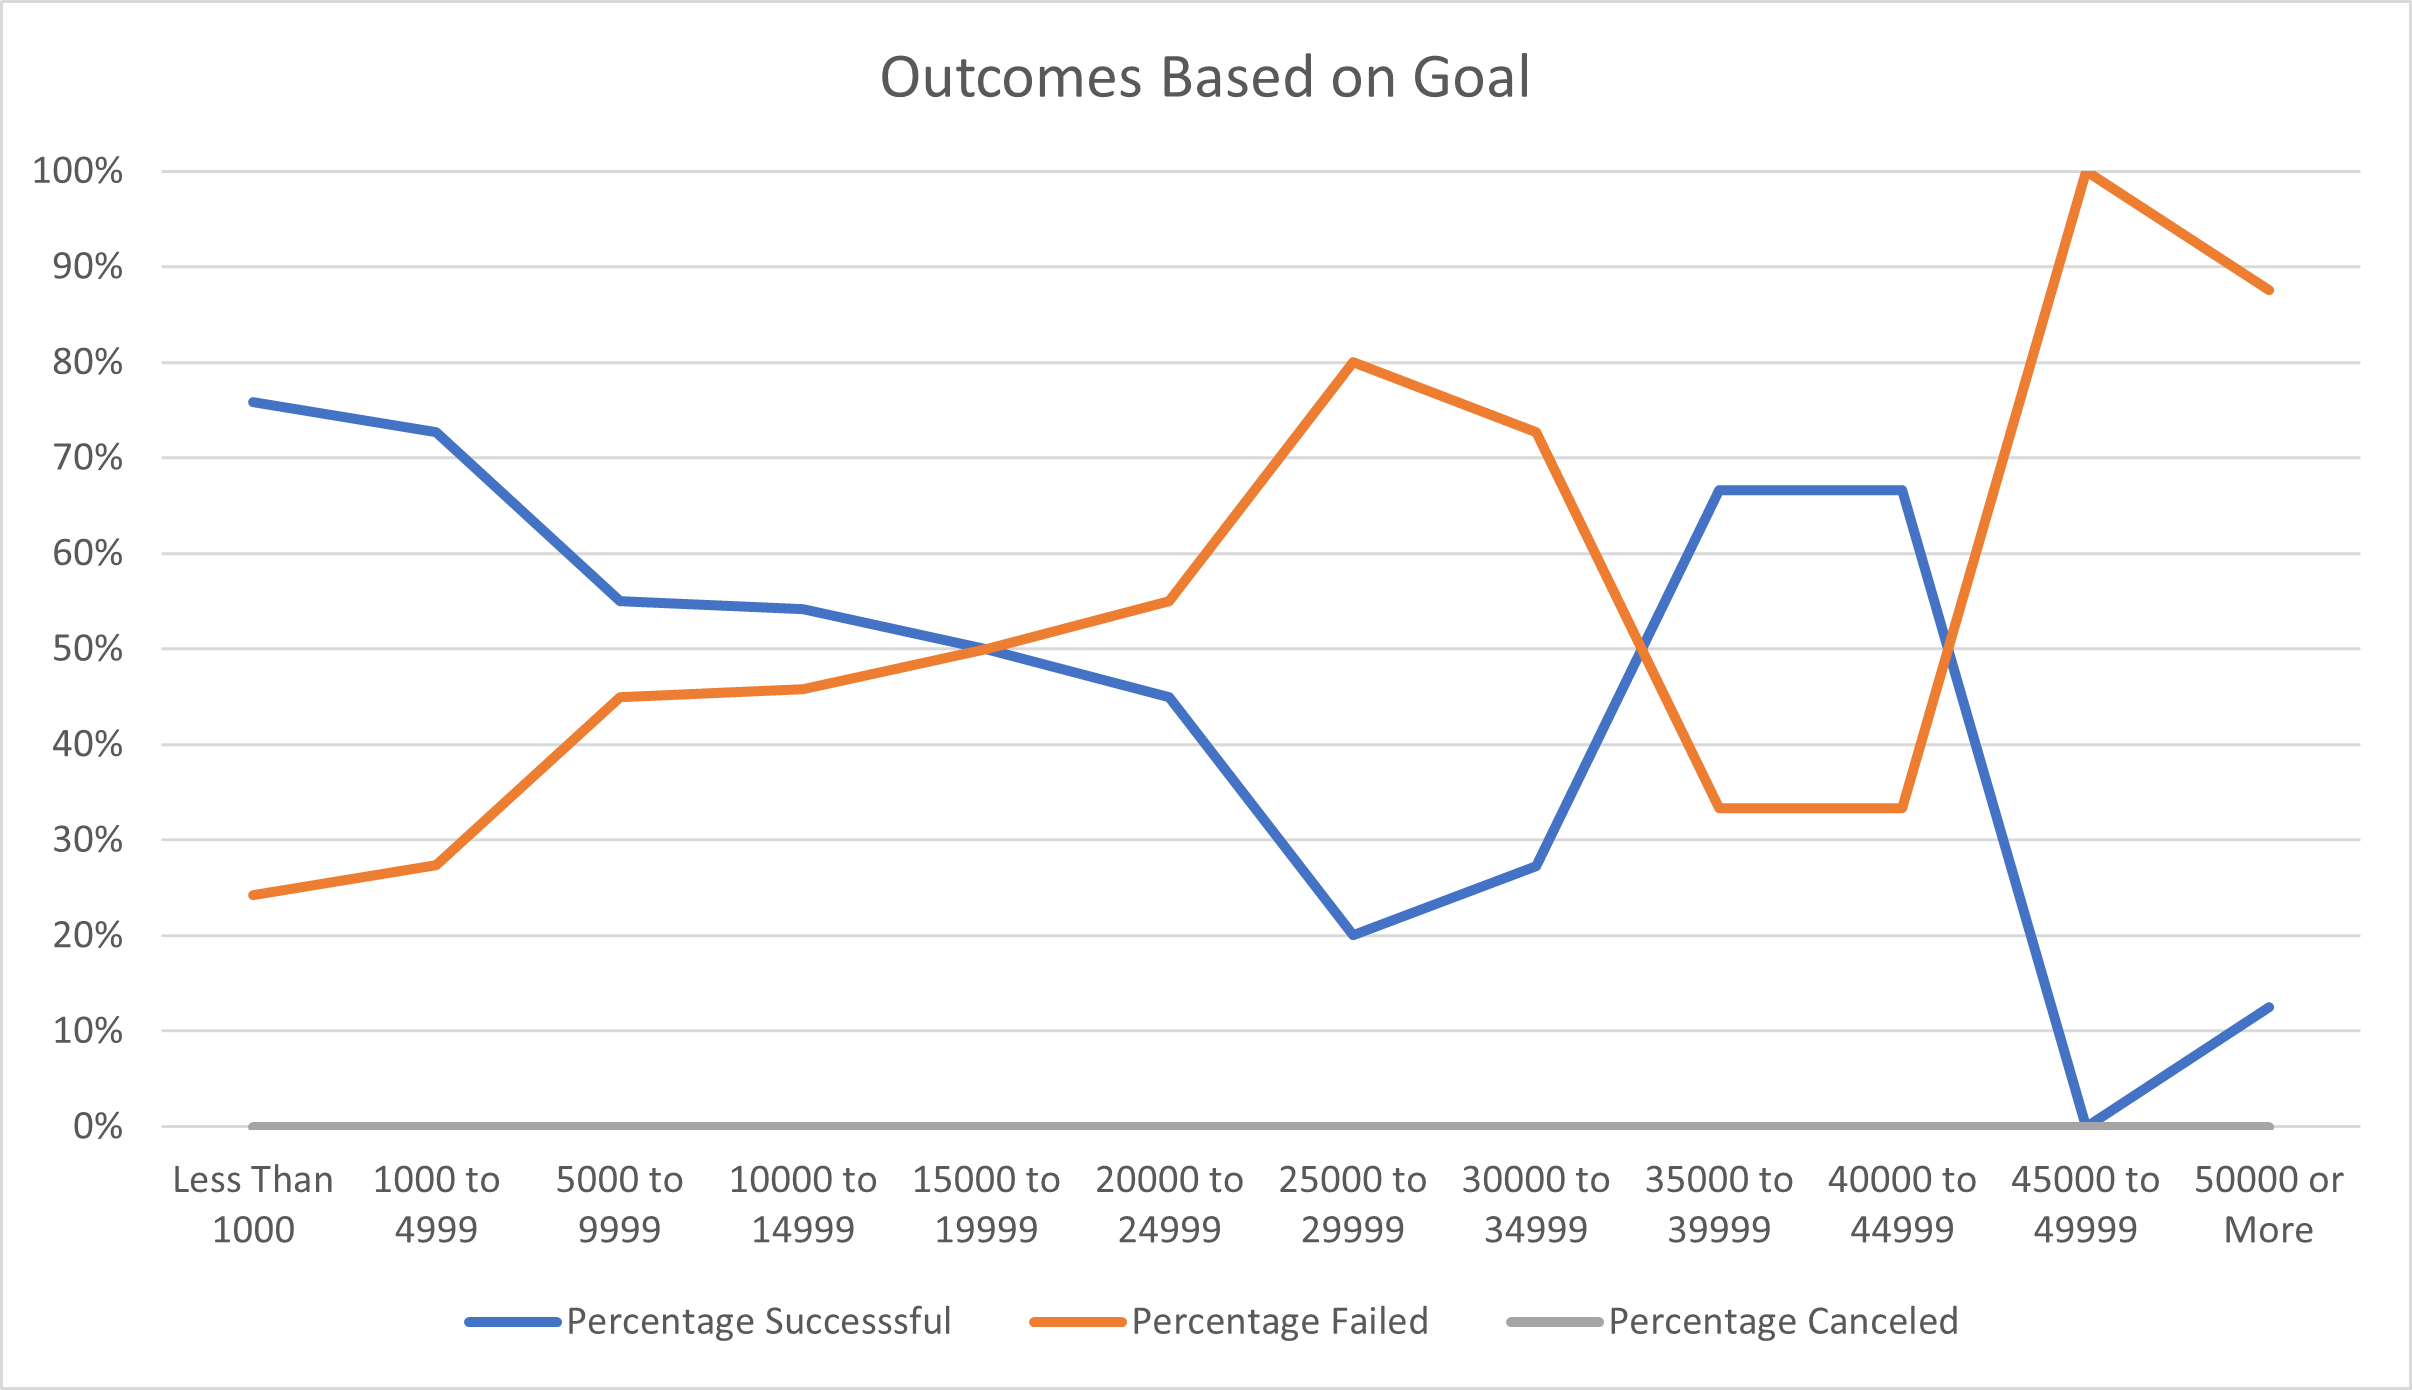 Outcomes Based on Goal
100%
90%
80%
70%
60%
50%
40%
30%
20%
10%
0%
Less Than 1000 to 5000 to 10000 to 15000 to 20000 to 25000 to 30000 to 35000 to 40000 to 45000 to 50000 or
1000 4999 9999 14999 19999 24999 29999 34999 39999 44999 49999 More
Percentage Successsful Percentage Failed Percentage Canceled